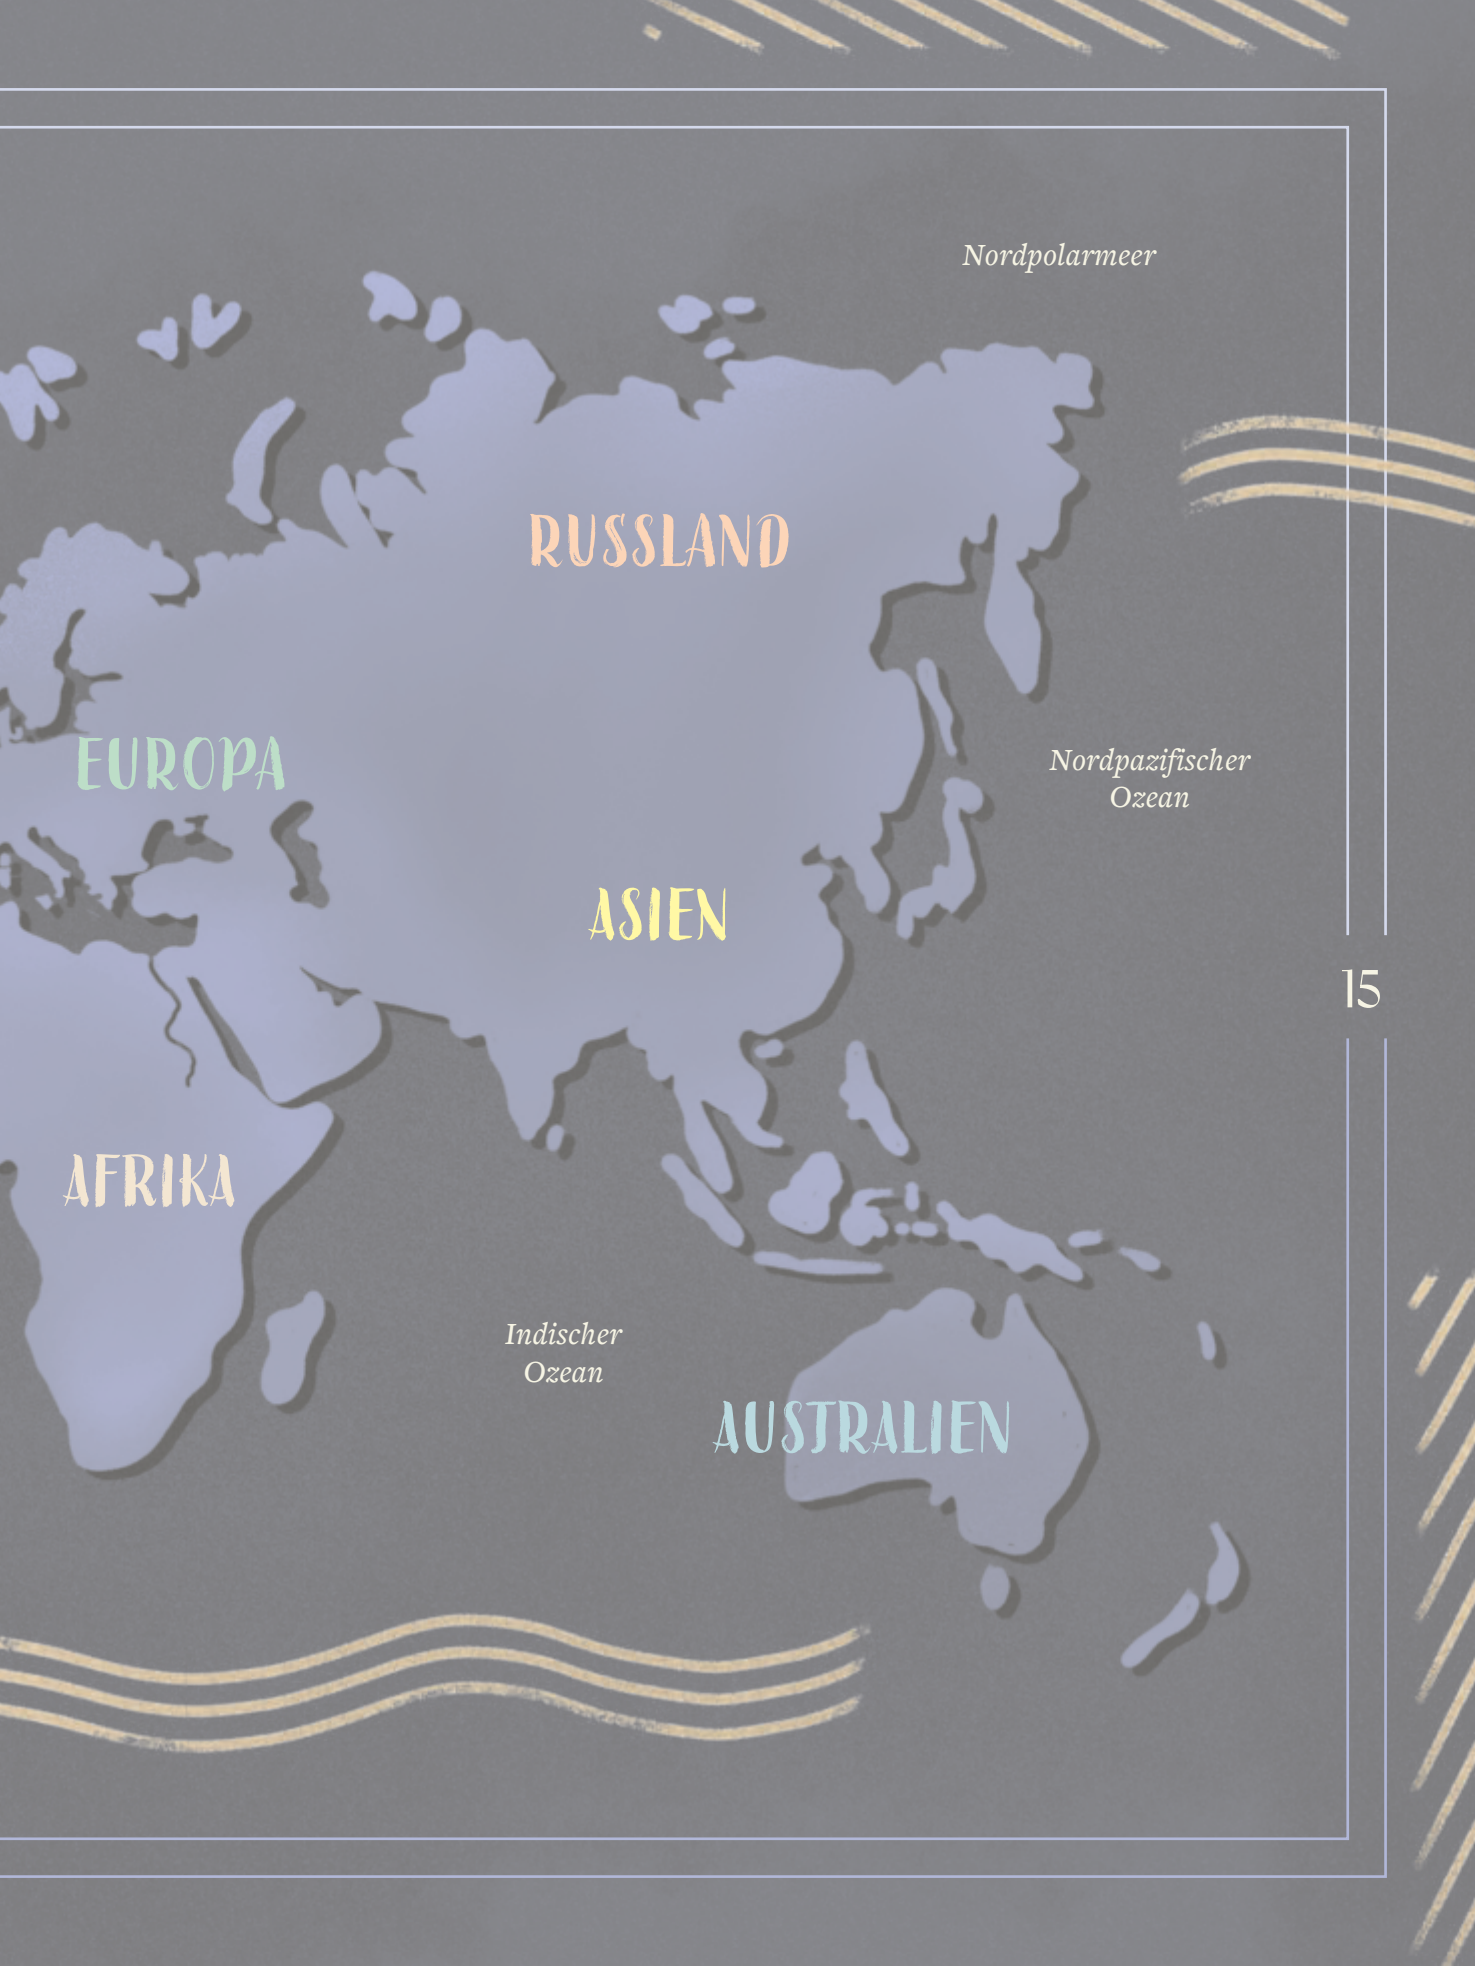 Nordpolarmeer
RUSSLAND
EUROPA
Nordpazifischer
Ozean
ASIEN
15
AFRIKA
Indischer
Ozean
AUSTRALIEN